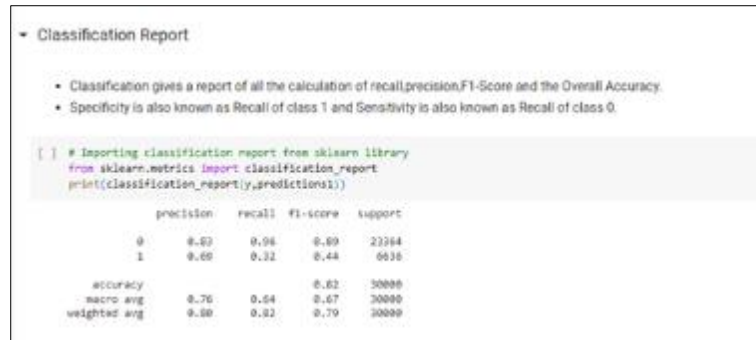 Classification Report
Classification gives a report of all the calculation of recall,precision,F1-Score and the Overall Accuracy.
Specificity is also known as Recall of class 1 and Sensitivity is also known as Recall of class 0.
[ ] # Importing classification report from sklearn library
from sklearn.metrics import classification_report
print(classification_report(y,predictions1))
precision recall f1-score support
0 0.83 0.96 0.89 23364
1 0.69 0.32 0.44 6636
accuracy 0.82 30000
macro avg 0.76 0.64 0.67 30000
weighted avg 0.80 0.82 0.79 30000